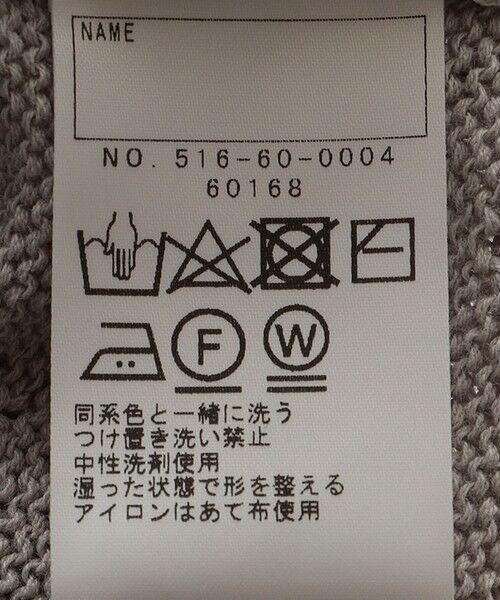 NAME
NO. 516-60-0004
60168
F
W
同系色と一緒に洗う
つけ置き洗い禁止
中性洗剤使用
湿った状態で形を整える
アイロンはあて布使用